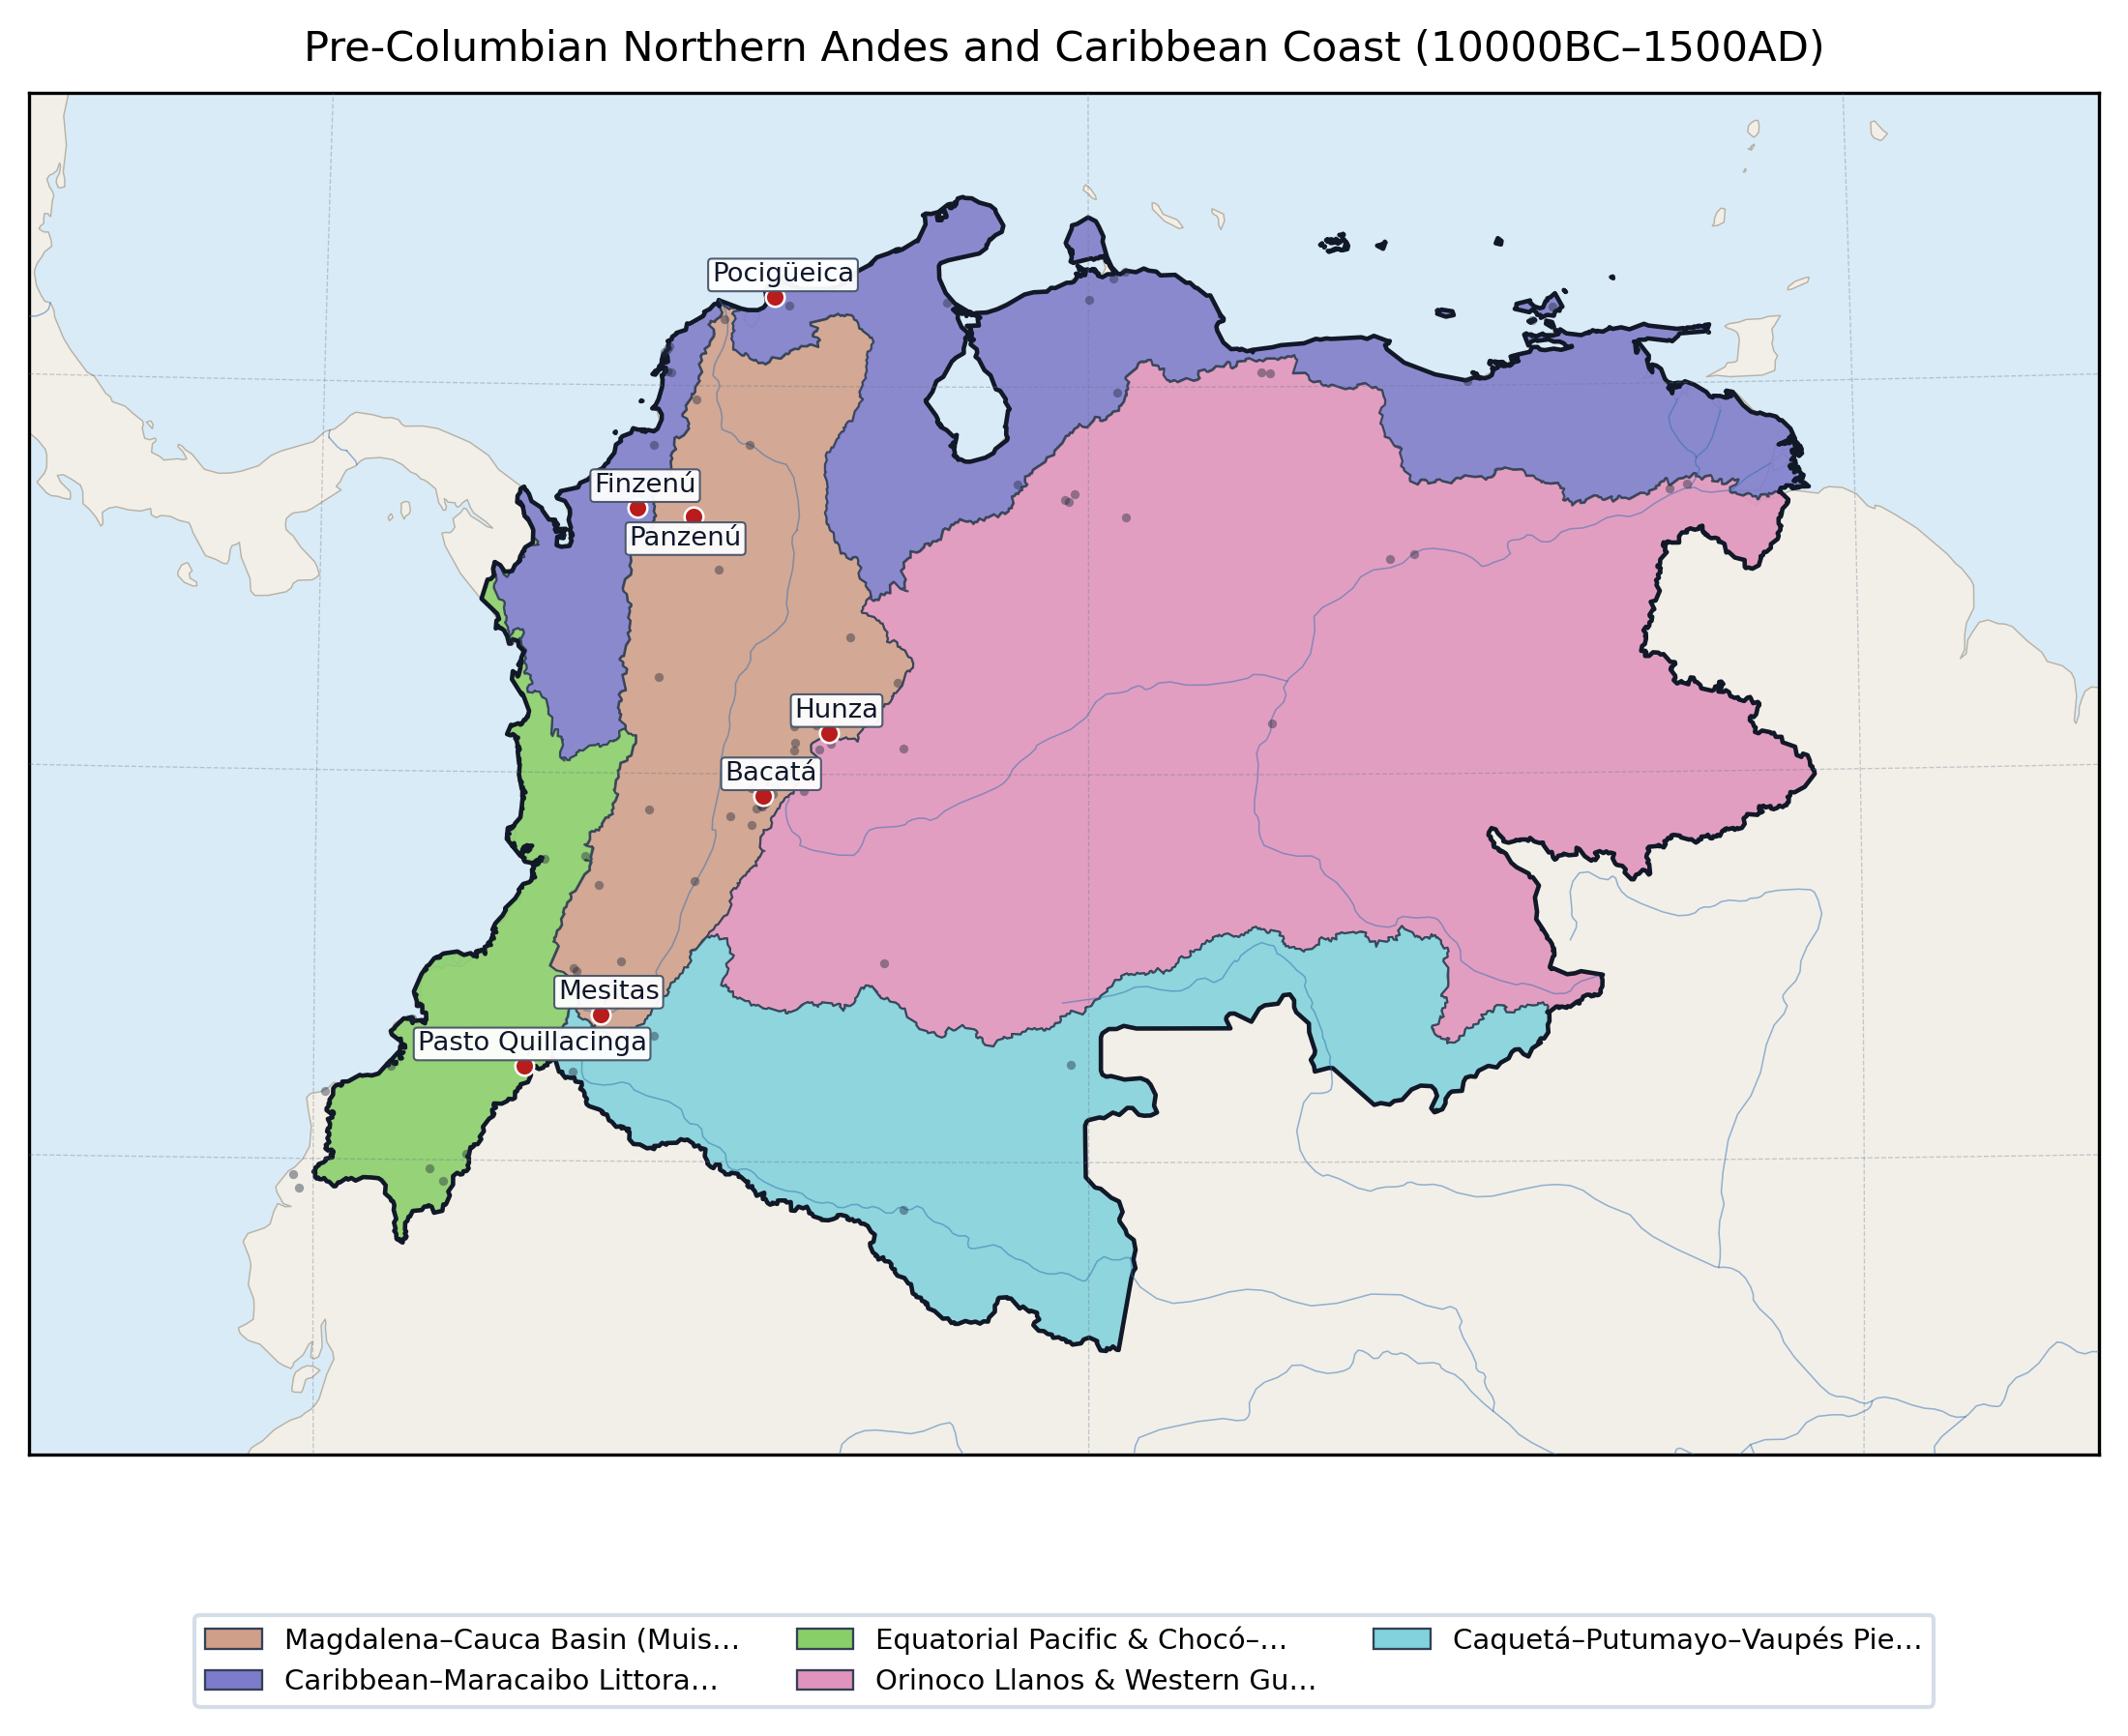 Pre-Columbian Northern Andes and Caribbean Coast (10000BC–1500AD)
Pocigüeica
Finzenú
Panzenú
Hunza
Bacatá
Mesitas
Pasto Quillacinga
Magdalena–Cauca Basin (Muis...
Caribbean–Maracaibo Littora...
Equatorial Pacific & Chocó–...
Orinoco Llanos & Western Gu...
Caquetá–Putumayo–Vaupés Pie...